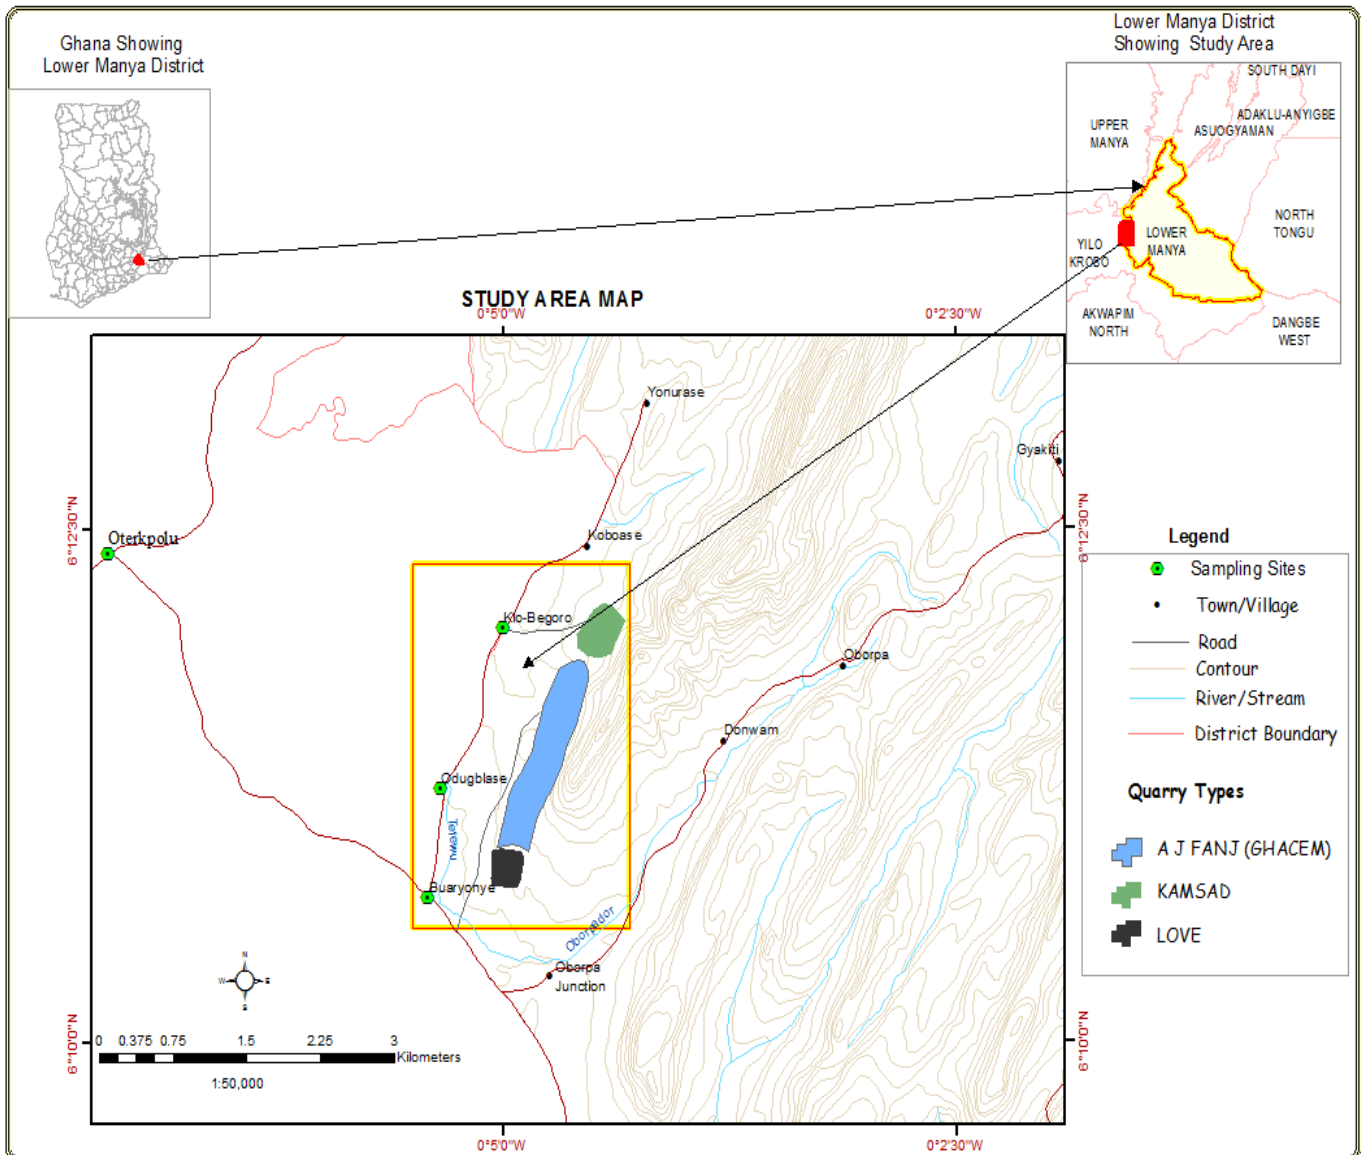 Ghana Showing
Lower Manya District
Lower Manya District
Showing Study Area
SOUTH DAYI
ADAKLU-ANYIGBE
UPPER
MANYA
ASUOGYAMAN
NORTH
TONGU
LOWER
MANYA
YILO
KROBO
AKWAPIM
NORTH
DANGBE
WEST
STUDY AREA MAP
0°5'0"W
0°2'30"W
Yonurase
Gyakiti
6°12'30"N
6°12'30"N
Oterkpolu
Koboase
Klo-Begoro
Oborpa
Donwam
Odugblase
Terewu
Buaryonye
Oborpador
Oborpa
Junction
N
W
E
S
0 0.375 0.75 1.5 2.25 3
Kilometers
1:50,000
6°10'0"N
6°10'0"N
0°5'0"W
0°2'30"W
Legend
Sampling Sites
Town/Village
Road
Contour
River/Stream
District Boundary
Quarry Types
A J FANJ (GHACEM)
KAMSAD
LOVE